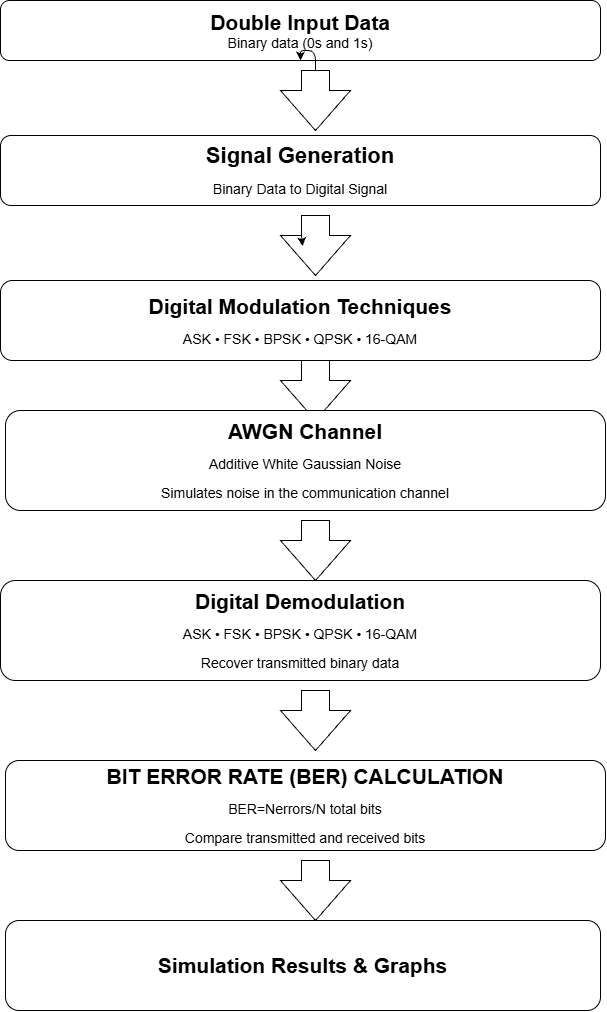 Double Input Data
Binary data (0s and 1s)
Signal Generation
Binary Data to Digital Signal
Digital Modulation Techniques
ASK • FSK • BPSK • QPSK • 16-QAM
AWGN Channel
Additive White Gaussian Noise
Simulates noise in the communication channel
Digital Demodulation
ASK • FSK • BPSK • QPSK • 16-QAM
Recover transmitted binary data
BIT ERROR RATE (BER) CALCULATION
BER=Nerrors/N total bits
Compare transmitted and received bits
Simulation Results & Graphs